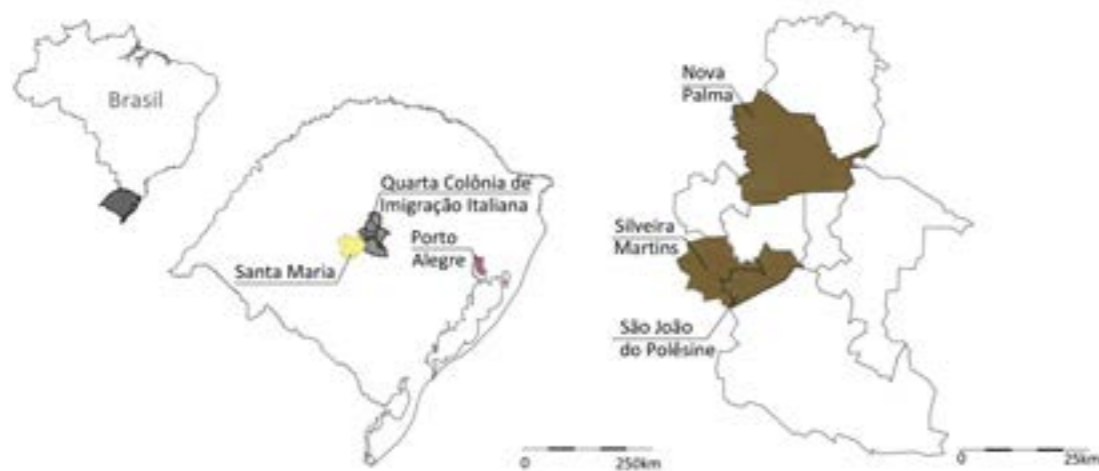 Brasil
Quarta Colônia de
Imigração Italiana
Porto
Alegre
Santa Maria
0 250km
Nova
Palma
Silveira
Martins
São João
do Polêsine
0 25km